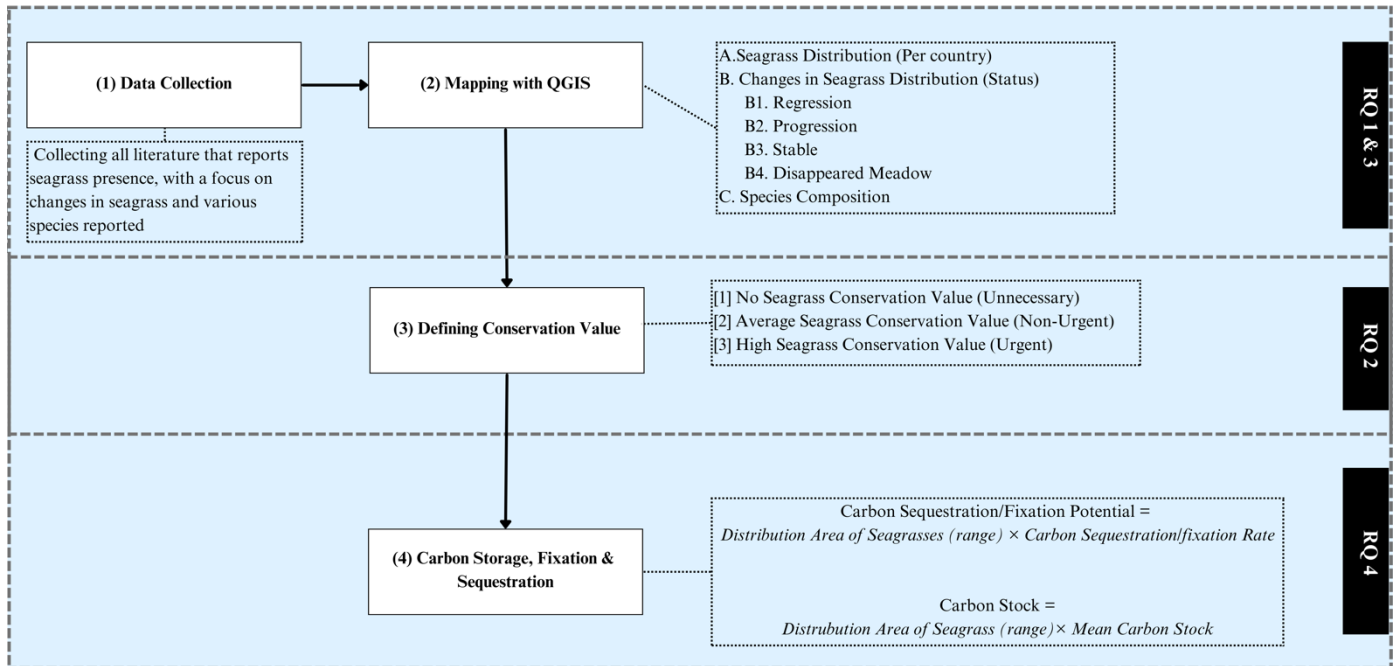 (1) Data Collection
Collecting all literature that reports
seagrass presence, with a focus on
changes in seagrass and various
species reported
(2) Mapping with QGIS
A.Seagrass Distribution (Per country)
B. Changes in Seagrass Distribution (Status)
B1. Regression
B2. Progression
B3. Stable
B4. Disappeared Meadow
C. Species Composition
RQ 1 & 3
(3) Defining Conservation Value
[1] No Seagrass Conservation Value (Unnecessary)
[2] Average Seagrass Conservation Value (Non-Urgent)
[3] High Seagrass Conservation Value (Urgent)
RQ 2
(4) Carbon Storage, Fixation &
Sequestration
Carbon Sequestration/Fixation Potential =
Distribution Area of Seagrasses (range) × Carbon Sequestration/fixation Rate
Carbon Stock =
Distrubution Area of Seagrass (range)× Mean Carbon Stock
RQ 4